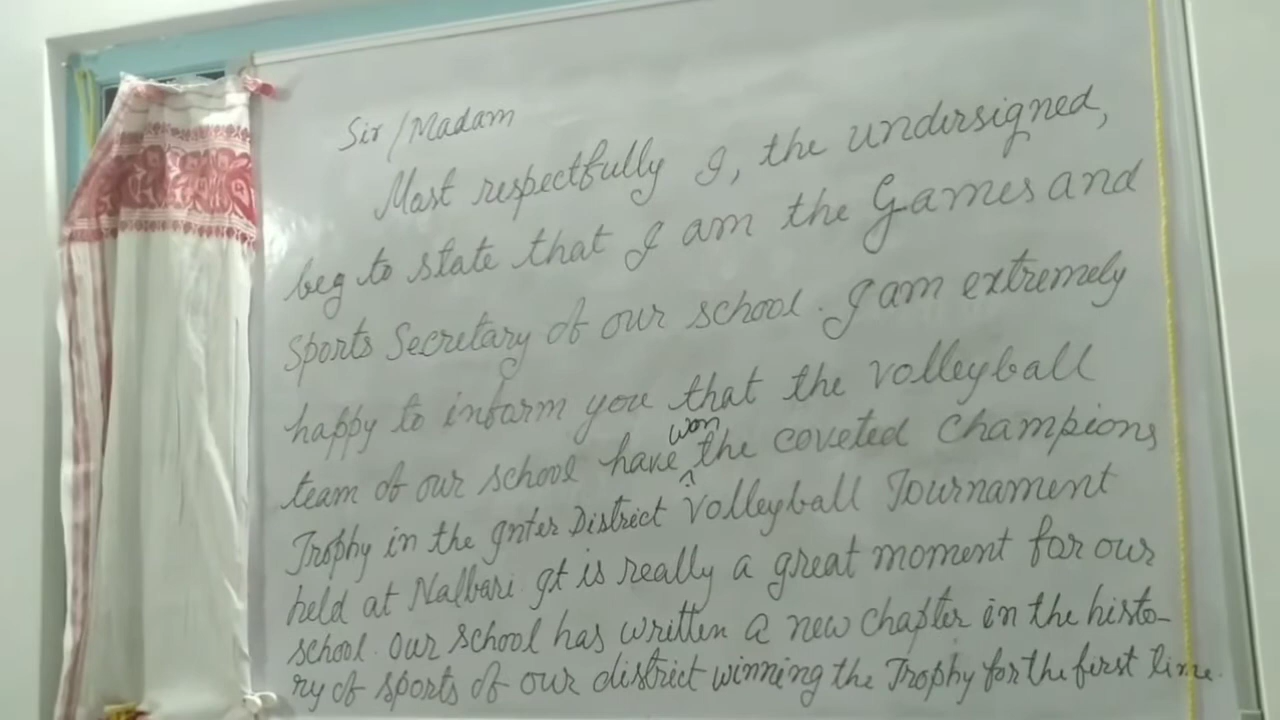 Sir/Madam
Most respectfully I, the undersigned,
beg to state that I am the Games and
Sports Secretary of our school. I am extremely
happy to inform you that the volleyball
team of our school have won the coveted Champions
Trophy in the Inter District Volleyball Tournament
held at Nalbari. It is really a great moment for our
school. Our school has written a new chapter in the histo-
ry of sports of our district winning the Trophy for the first time.